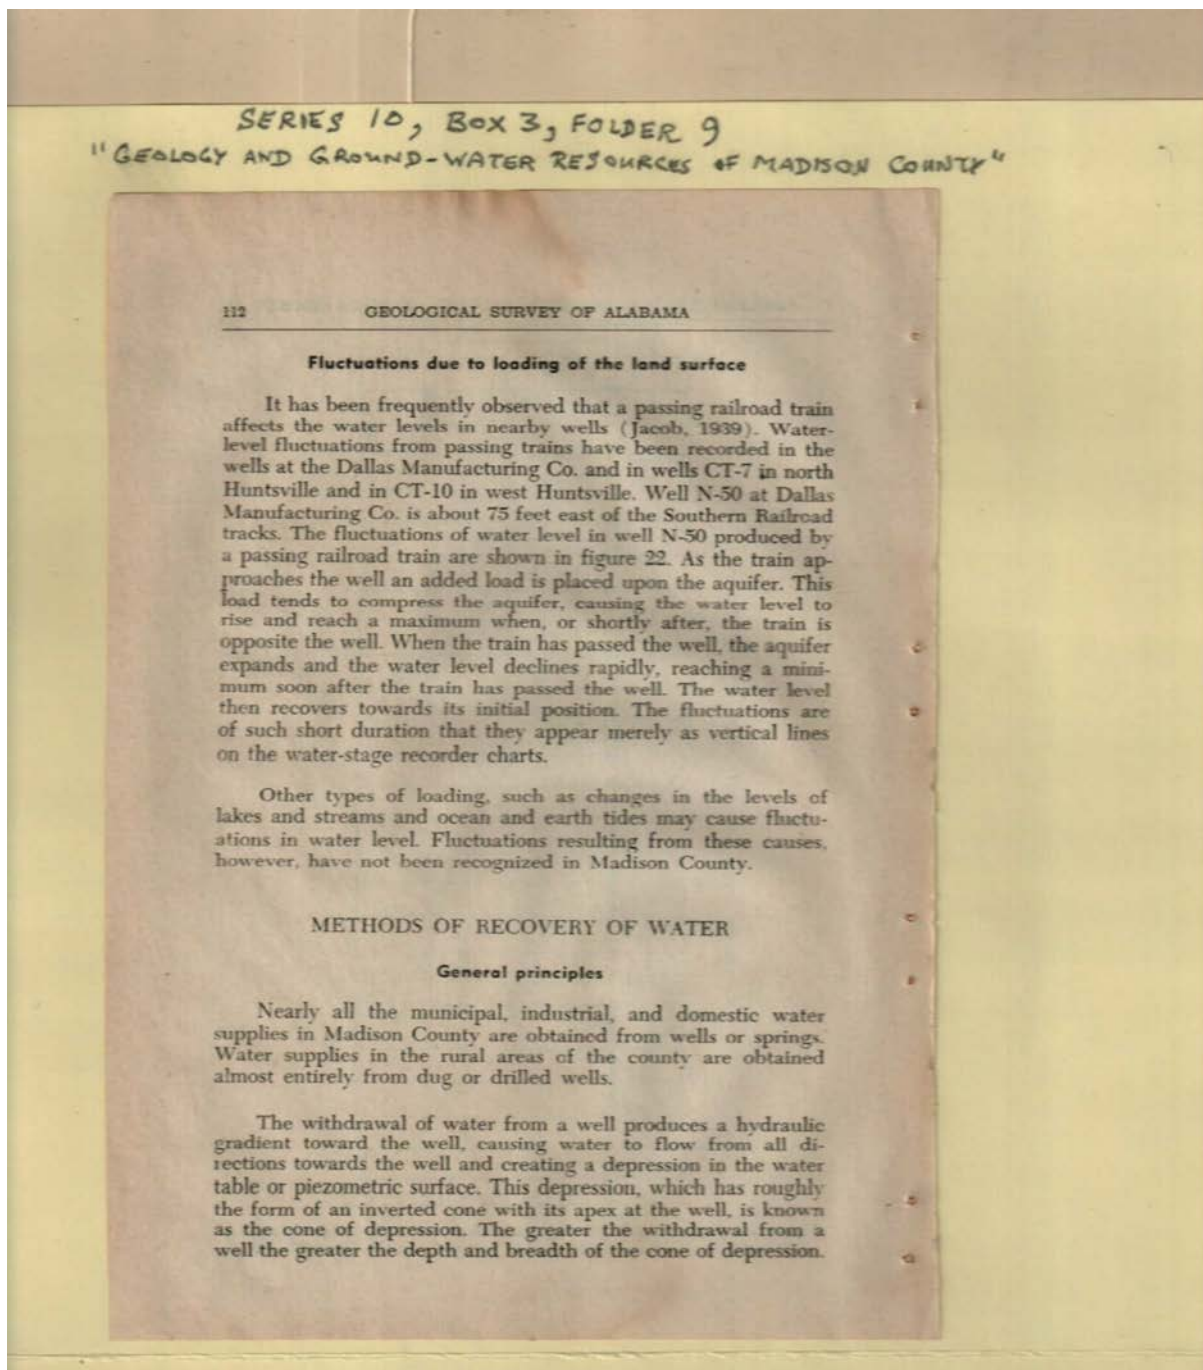 SERIES 10, BOX 3, FOLDER 9
"GEOLOGY AND GROUND-WATER RESOURCES OF MADISON COUNTY"
112 GEOLOGICAL SURVEY OF ALABAMA
Fluctuations due to loading of the land surface
It has been frequently observed that a passing railroad train
affects the water levels in nearby wells (Jacob, 1939). Water-
level fluctuations from passing trains have been recorded in the
wells at the Dallas Manufacturing Co. and in wells CT-7 in north
Huntsville and in CT-10 in west Huntsville. Well N-50 at Dallas
Manufacturing Co. is about 75 feet east of the Southern Railroad
tracks. The fluctuations of water level in well N-50 produced by
a passing railroad train are shown in figure 22. As the train ap-
proaches the well an added load is placed upon the aquifer. This
load tends to compress the aquifer, causing the water level to
rise and reach a maximum when, or shortly after, the train is
opposite the well. When the train has passed the well, the aquifer
expands and the water level declines rapidly, reaching a mini-
mum soon after the train has passed the well. The water level
then recovers towards its initial position. The fluctuations are
of such short duration that they appear merely as vertical lines
on the water-stage recorder charts.
Other types of loading, such as changes in the levels of
lakes and streams and ocean and earth tides may cause fluctu-
ations in water level. Fluctuations resulting from these causes,
however, have not been recognized in Madison County.
METHODS OF RECOVERY OF WATER
General principles
Nearly all the municipal, industrial, and domestic water
supplies in Madison County are obtained from wells or springs.
Water supplies in the rural areas of the county are obtained
almost entirely from dug or drilled wells.
The withdrawal of water from a well produces a hydraulic
gradient toward the well, causing water to flow from all di-
rections towards the well and creating a depression in the water
table or piezometric surface. This depression, which has roughly
the form of an inverted cone with its apex at the well, is known
as the cone of depression. The greater the withdrawal from a
well the greater the depth and breadth of the cone of depression.